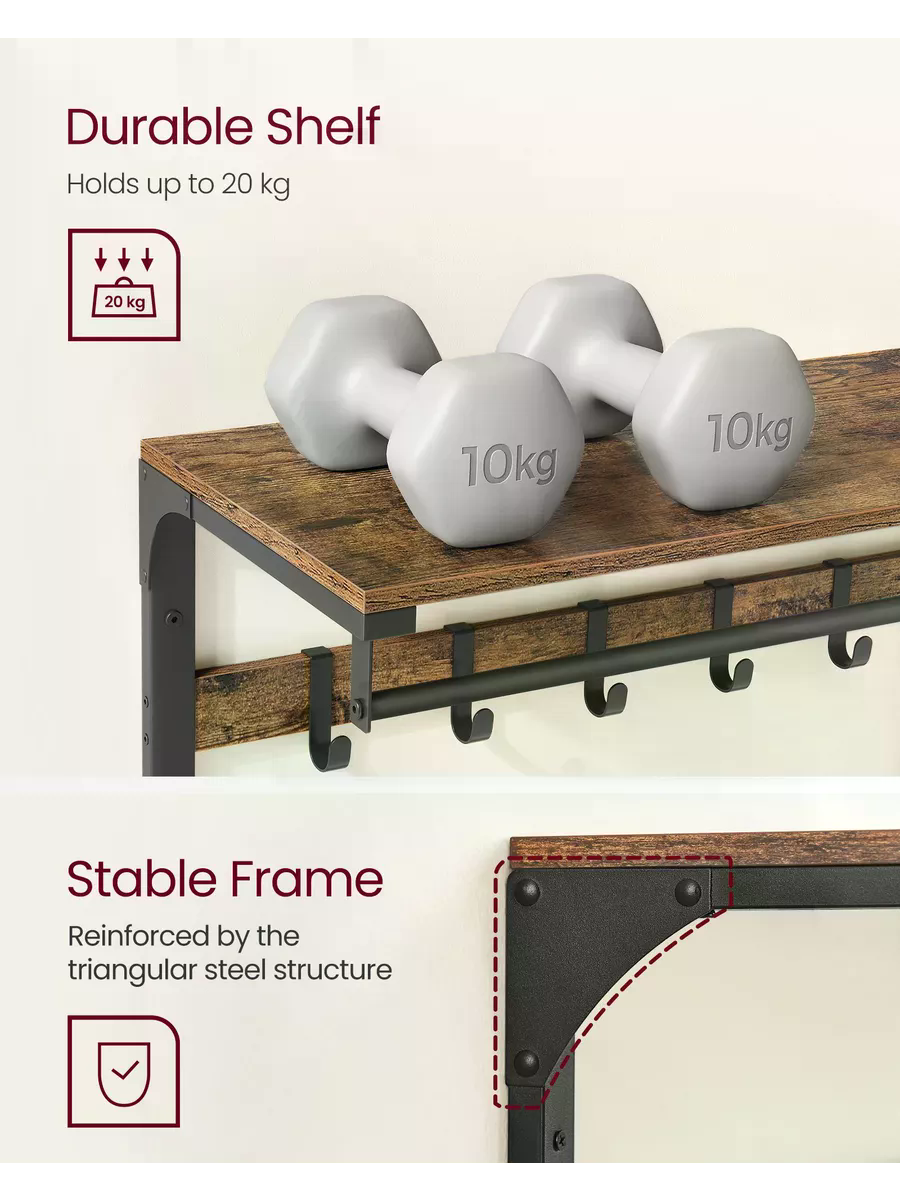 Durable Shelf
Holds up to 20 kg
20 kg
10kg
10kg
Stable Frame
Reinforced by the
triangular steel structure